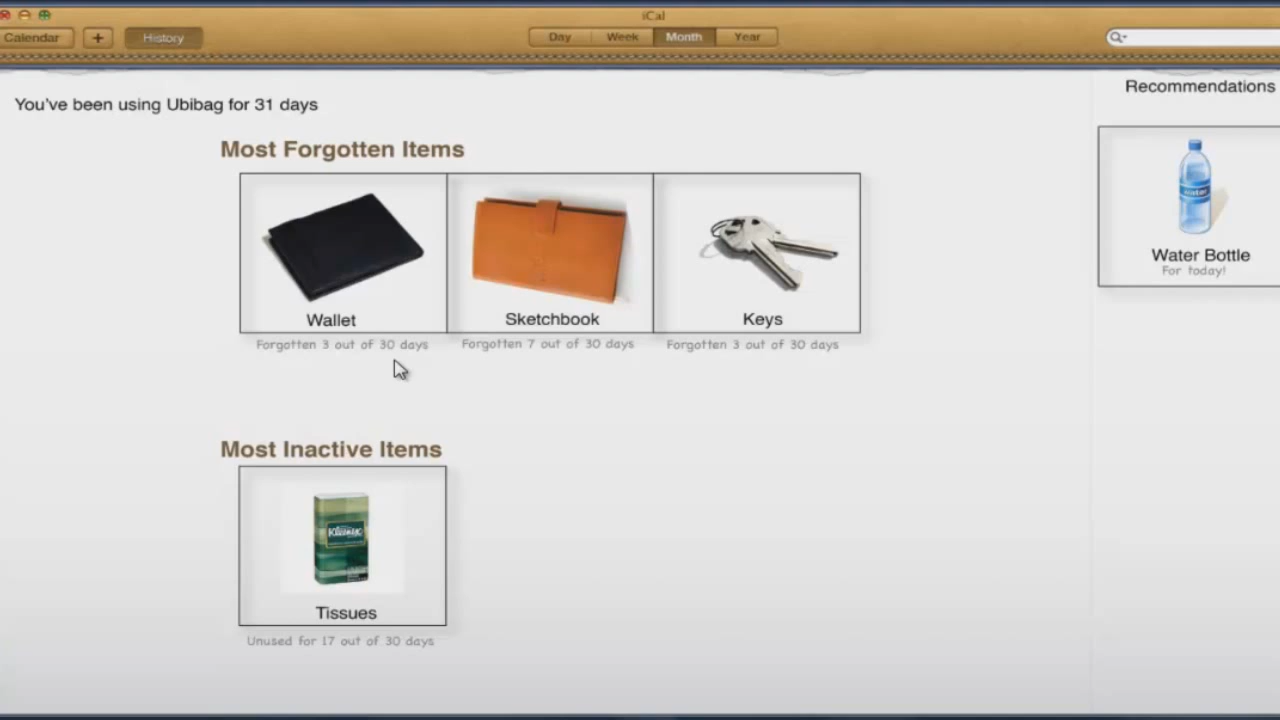 iCal
Calendar + History Day Week Month Year
Recommendations
You've been using Ubibag for 31 days
Most Forgotten Items
water
Water Bottle
For today!
Wallet Sketchbook Keys
Forgotten 3 out of 30 days Forgotten 7 out of 30 days Forgotten 3 out of 30 days
Most Inactive Items
Kleenex
Tissues
Unused for 17 out of 30 days